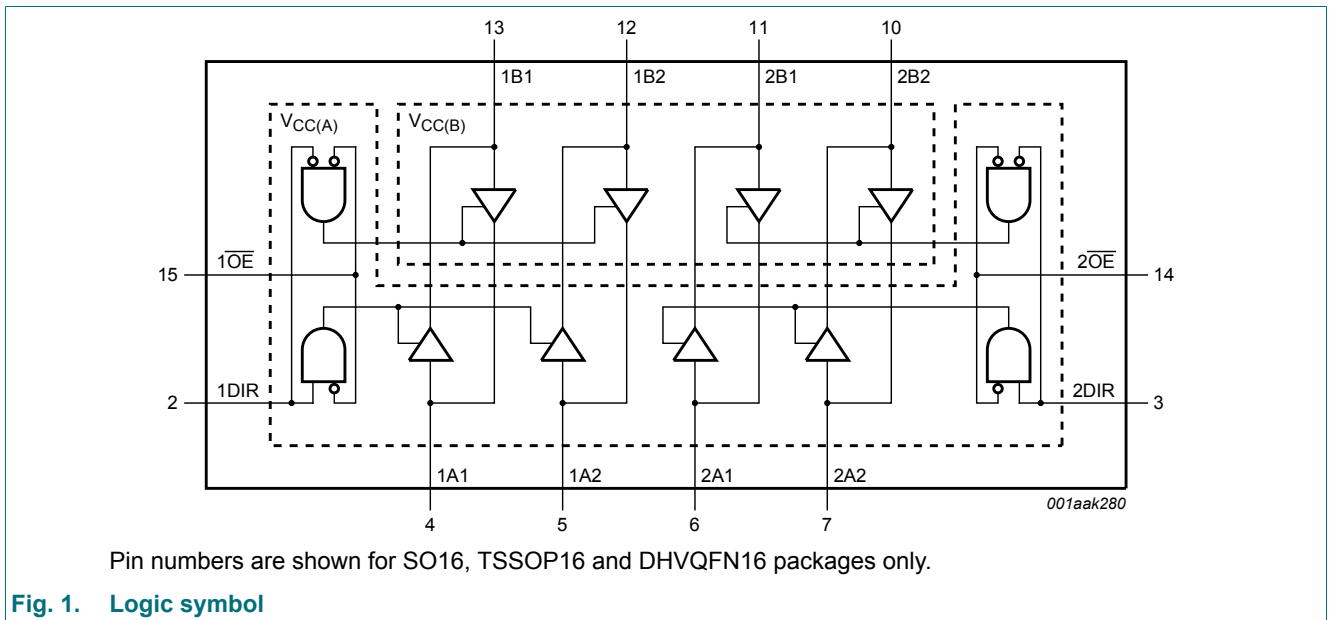 13 12 11 10
1B1 1B2 2B1 2B2
VCC(A) VCC(B)
15 1OE 2OE 14
2 1DIR 2DIR 3
1A1 1A2 2A1 2A2
4 5 6 7
001aak280
Pin numbers are shown for SO16, TSSOP16 and DHVQFN16 packages only.
Fig. 1. Logic symbol